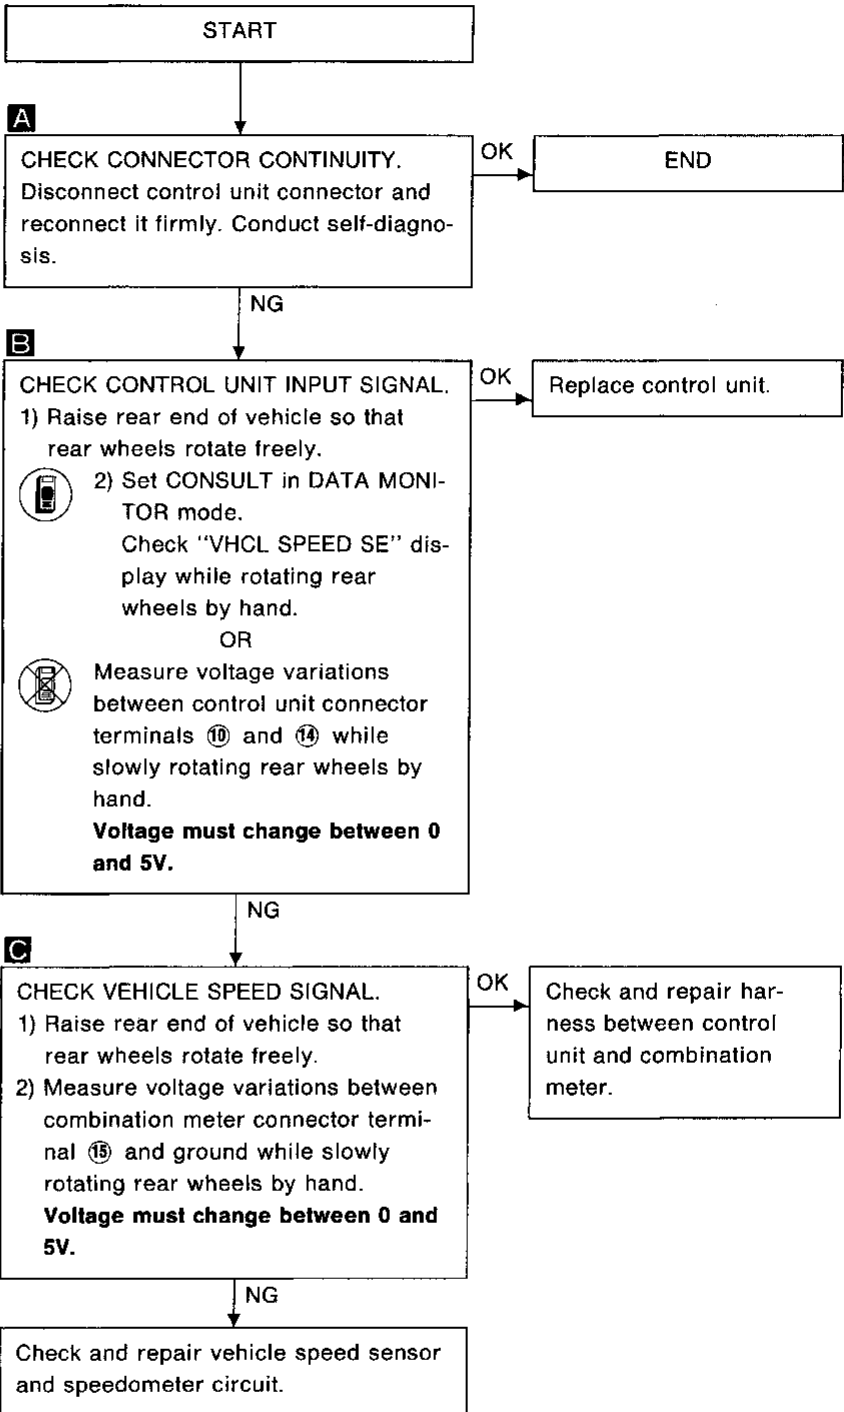 START
A
CHECK CONNECTOR CONTINUITY.
Disconnect control unit connector and
reconnect it firmly. Conduct self-diagno-
sis.
OK
END
NG
B
CHECK CONTROL UNIT INPUT SIGNAL.
1) Raise rear end of vehicle so that
rear wheels rotate freely.
2) Set CONSULT in DATA MONI-
TOR mode.
Check "VHCL SPEED SE" dis-
play while rotating rear
wheels by hand.
OR
Measure voltage variations
between control unit connector
terminals ⑩ and ⑭ while
slowly rotating rear wheels by
hand.
Voltage must change between 0
and 5V.
OK
Replace control unit.
NG
C
CHECK VEHICLE SPEED SIGNAL.
1) Raise rear end of vehicle so that
rear wheels rotate freely.
2) Measure voltage variations between
combination meter connector termi-
nal ⑮ and ground while slowly
rotating rear wheels by hand.
Voltage must change between 0 and
5V.
OK
Check and repair har-
ness between control
unit and combination
meter.
NG
Check and repair vehicle speed sensor
and speedometer circuit.